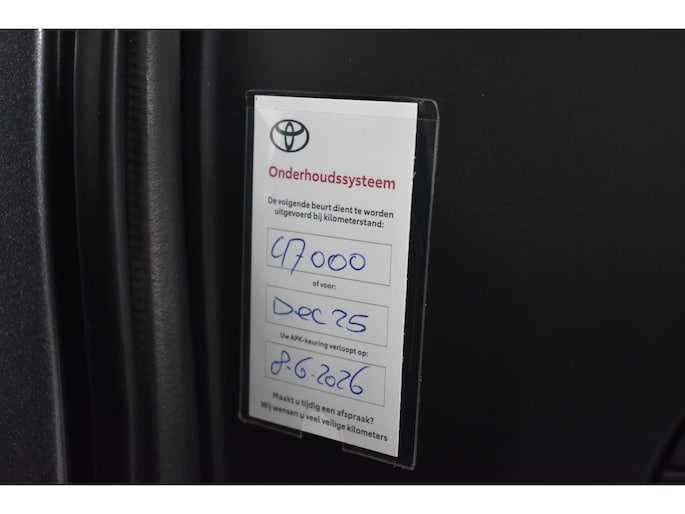 Onderhoudssysteem
De volgende beurt dient te worden
uitgevoerd bij kilometerstand:
47000
of voor:
Dec 25
Uw APK-keuring verloopt op:
8-6-2026
Maakt u tijdig een afspraak?
Wij wensen u veel veilige kilometers